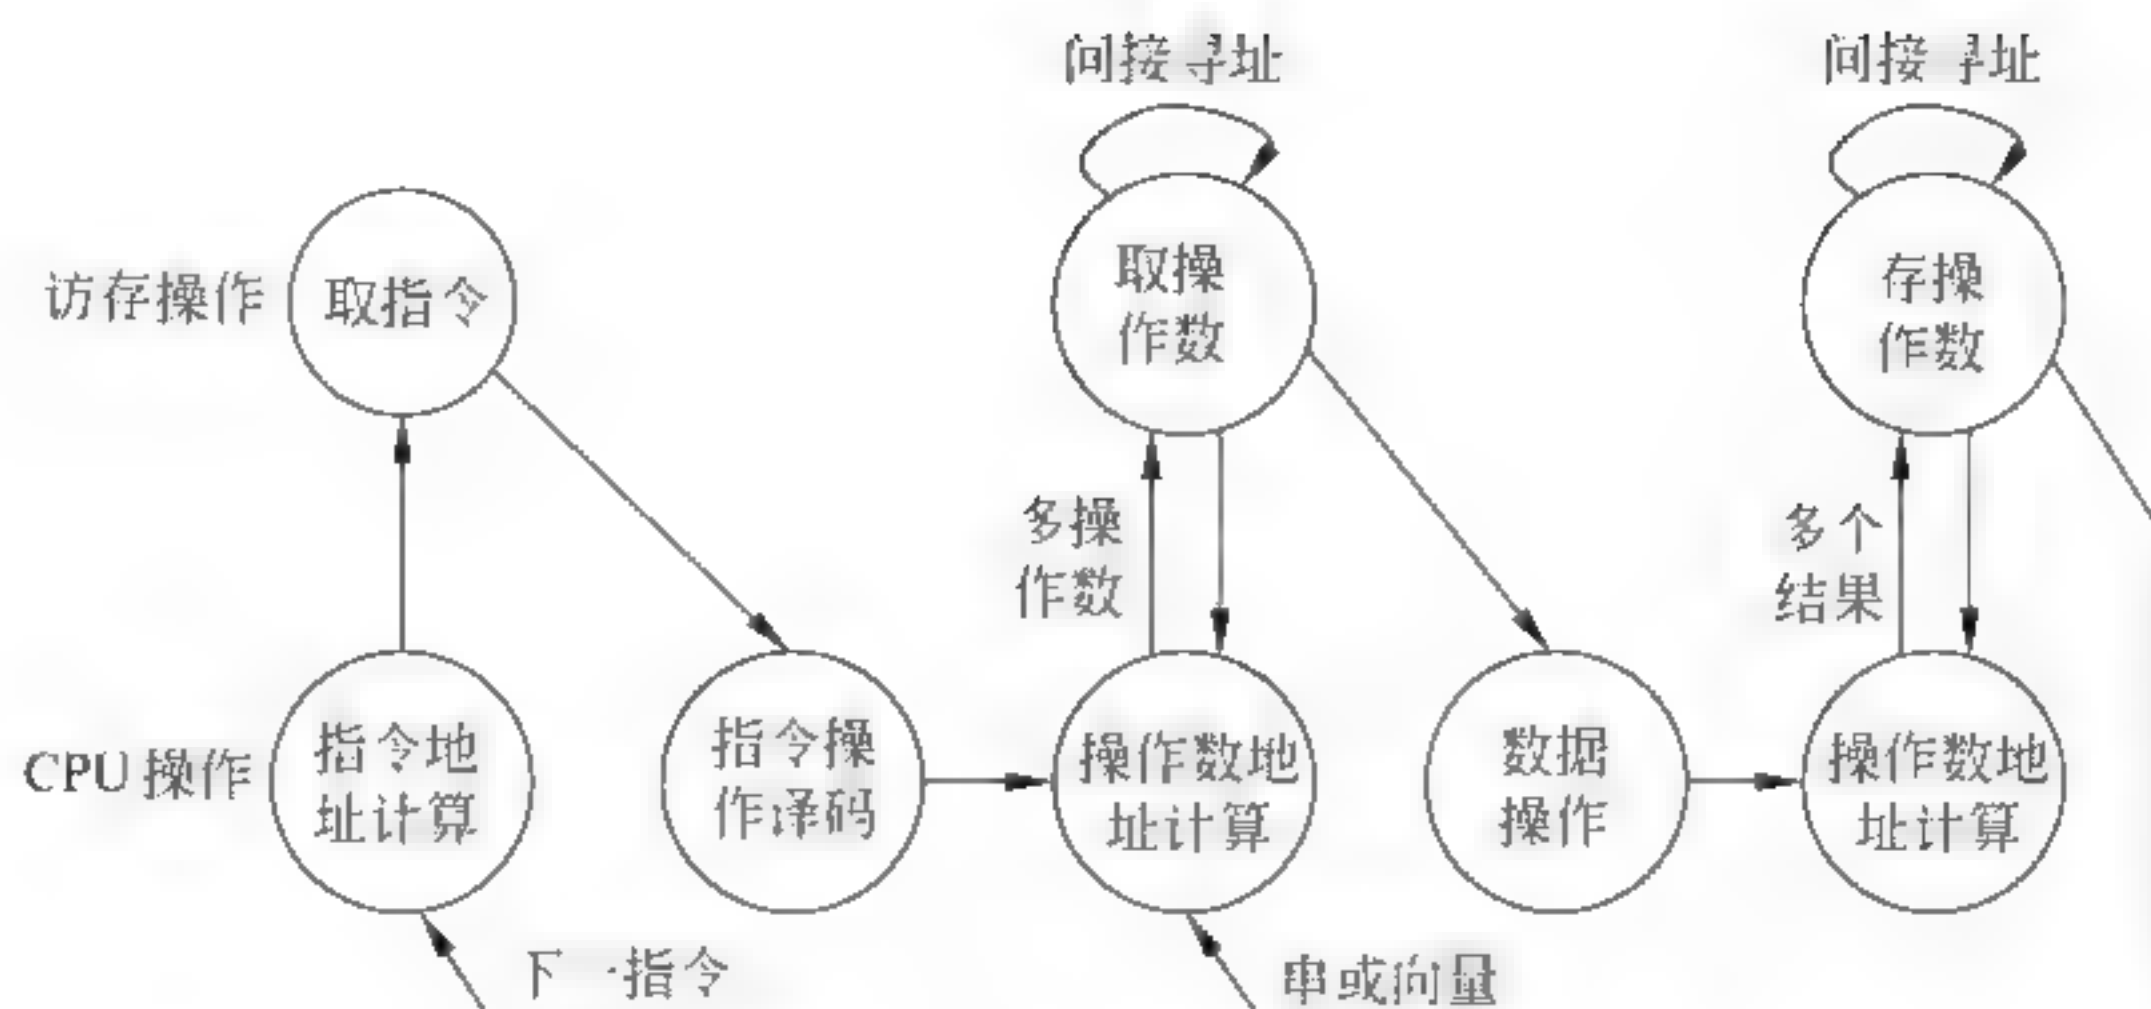 间接寻址
间接寻址
访存操作
取指令
取操
作数
存操
作数
多操
作数
多个
结果
CPU操作
指令地
址计算
指令操
作译码
操作数地
址计算
数据
操作
操作数地
址计算
下一指令
串或向量